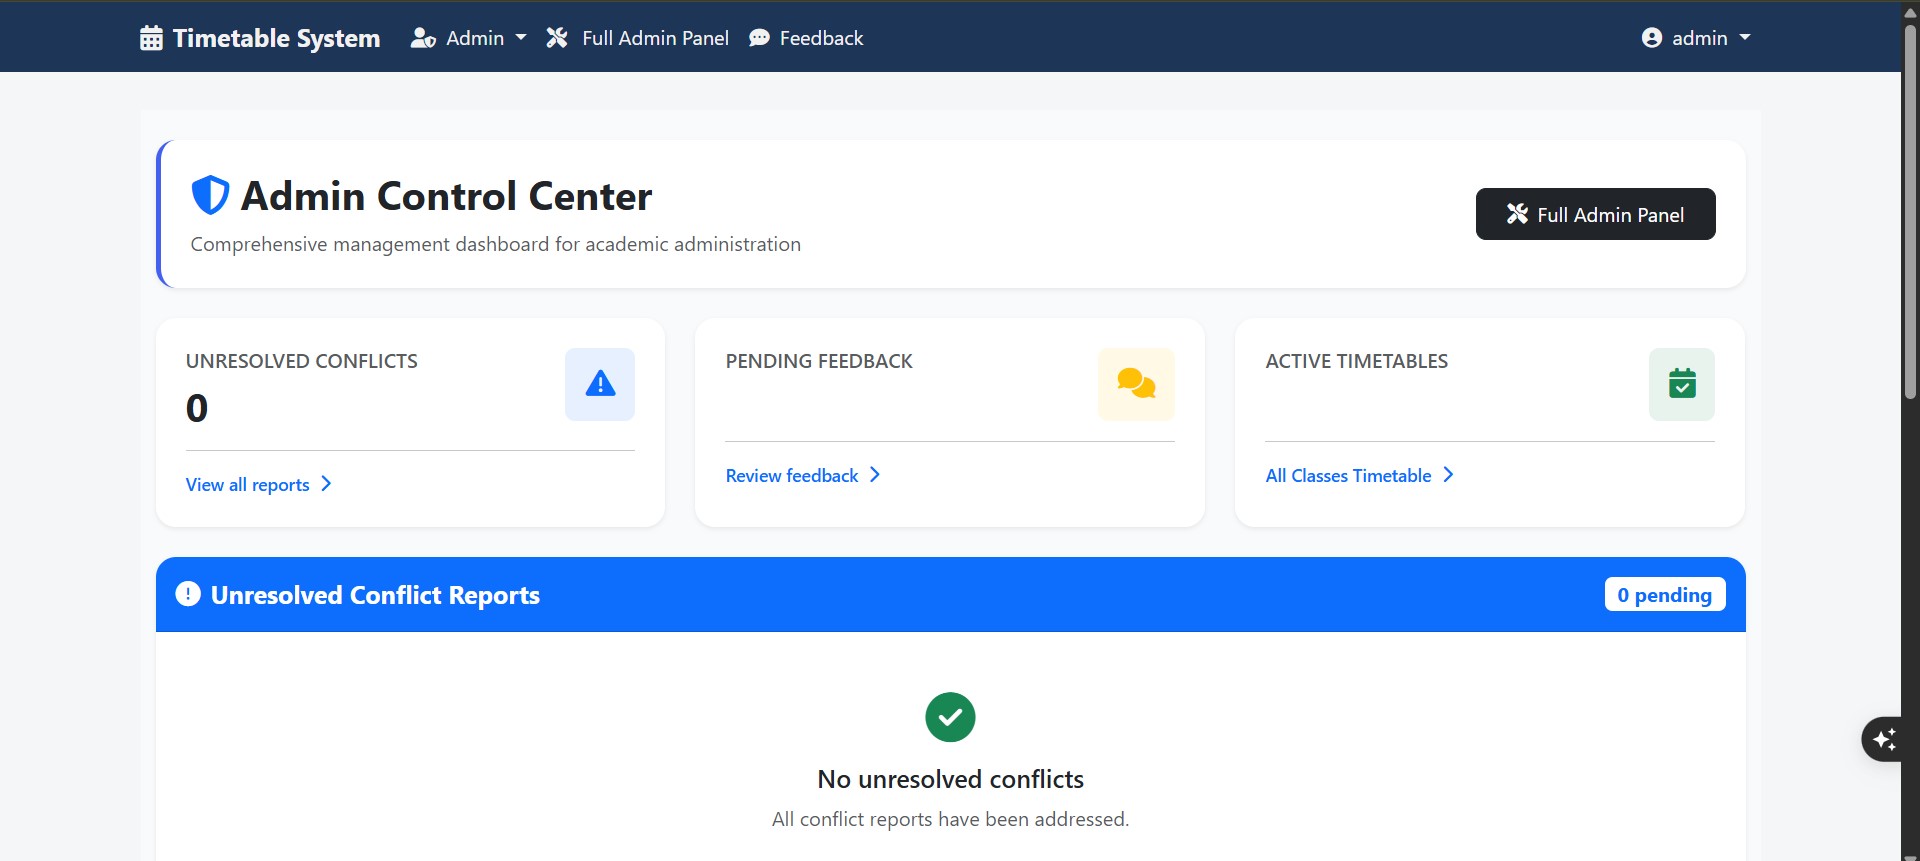 Timetable System Admin Full Admin Panel Feedback admin
Admin Control Center
Comprehensive management dashboard for academic administration
Full Admin Panel
UNRESOLVED CONFLICTS
0
View all reports
PENDING FEEDBACK
Review feedback
ACTIVE TIMETABLES
All Classes Timetable
Unresolved Conflict Reports
0 pending
No unresolved conflicts
All conflict reports have been addressed.